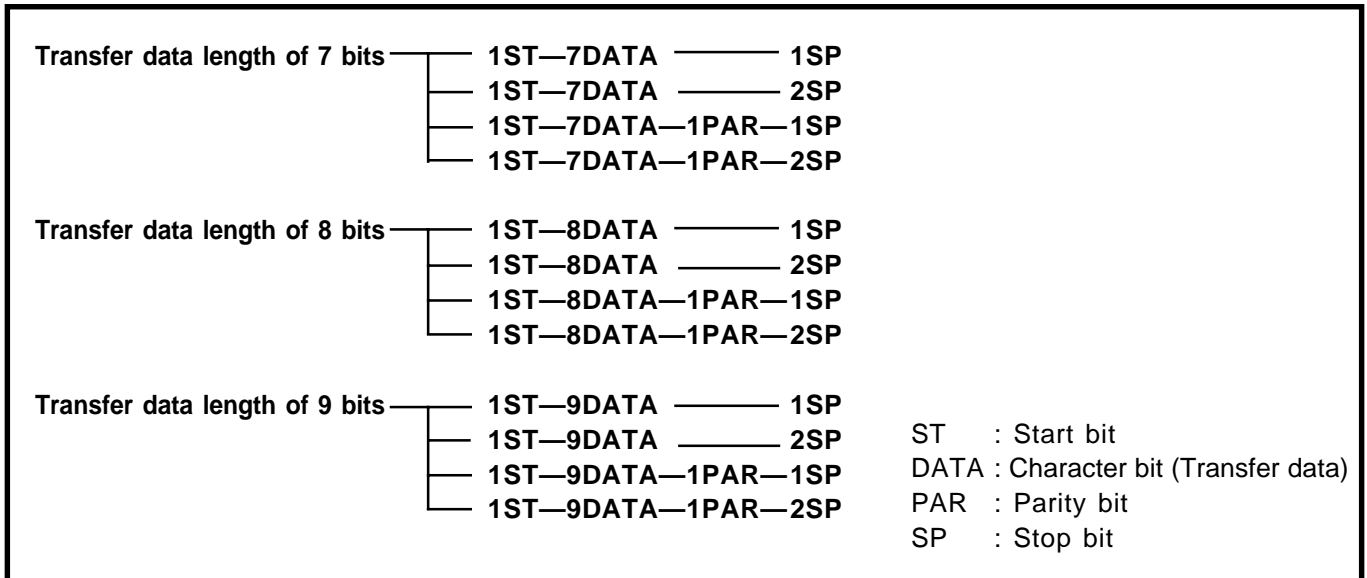 Transfer data length of 7 bits 1ST—7DATA 1SP
1ST—7DATA 2SP
1ST—7DATA—1PAR—1SP
1ST—7DATA—1PAR—2SP
Transfer data length of 8 bits 1ST—8DATA 1SP
1ST—8DATA 2SP
1ST—8DATA—1PAR—1SP
1ST—8DATA—1PAR—2SP
Transfer data length of 9 bits 1ST—9DATA 1SP
1ST—9DATA 2SP
1ST—9DATA—1PAR—1SP
1ST—9DATA—1PAR—2SP
ST : Start bit
DATA : Character bit (Transfer data)
PAR : Parity bit
SP : Stop bit